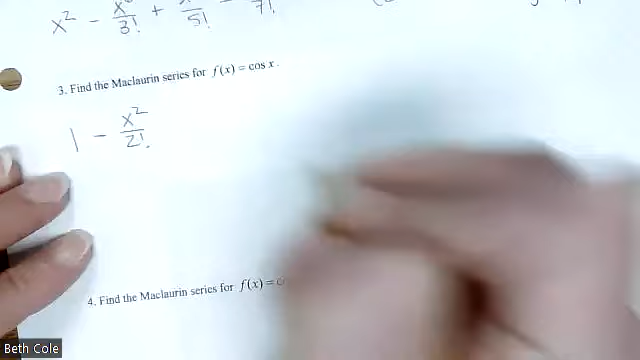 x² − x⁶/3! + /5! − /7!
3. Find the Maclaurin series for f(x) = cos x.
1 − x²/2!
4. Find the Maclaurin series for f(x) =
Beth Cole